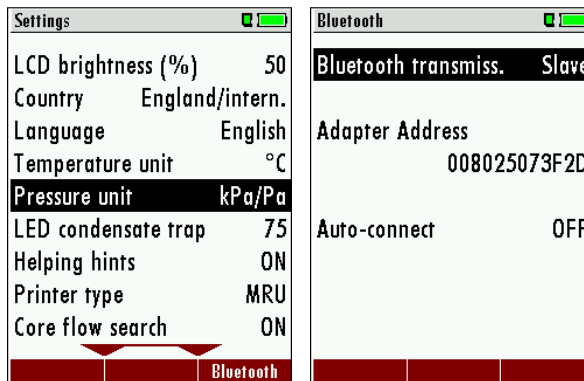 Settings
LCD brightness (%) 50
Country England/intern.
Language English
Temperature unit °C
Pressure unit kPa/Pa
LED condensate trap 75
Helping hints ON
Printer type MRU
Core flow search ON
Bluetooth
Bluetooth
Bluetooth transmiss. Slave
Adapter Address
008025073F2D
Auto-connect OFF